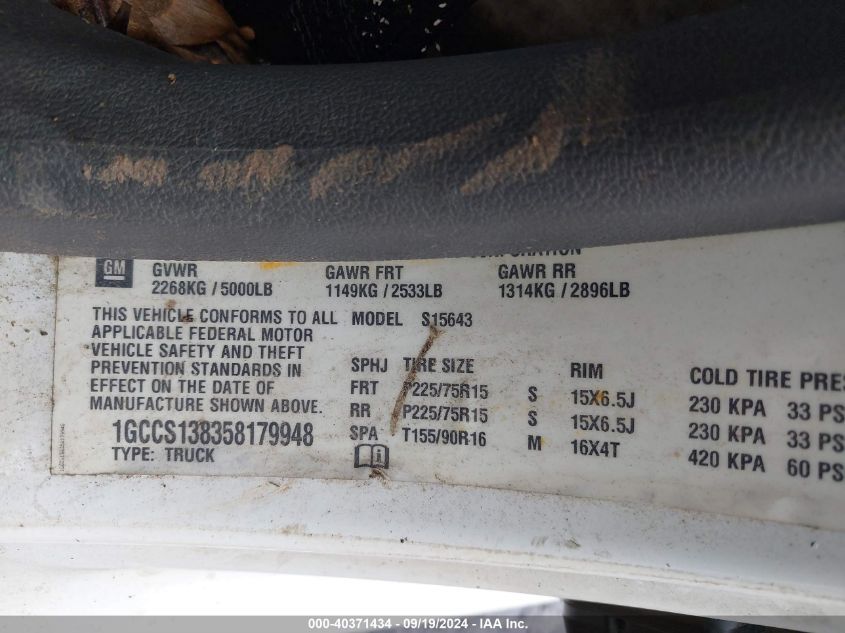 GM GVWR GAWR FRT GAWR RR
2268KG / 5000LB 1149KG / 2533LB 1314KG / 2896LB
THIS VEHICLE CONFORMS TO ALL MODEL S15643
APPLICABLE FEDERAL MOTOR
VEHICLE SAFETY AND THEFT
PREVENTION STANDARDS IN
EFFECT ON THE DATE OF
MANUFACTURE SHOWN ABOVE.
1GCCS138358179948
TYPE: TRUCK
SPHJ TIRE SIZE RIM COLD TIRE PRE
FRT P225/75R15 S 15X6.5J 230 KPA 33 PS
RR P225/75R15 S 15X6.5J 230 KPA 33 PS
SPA T155/90R16 M 16X4T 420 KPA 60 PS
000-40371434 - 09/19/2024 - IAA Inc.